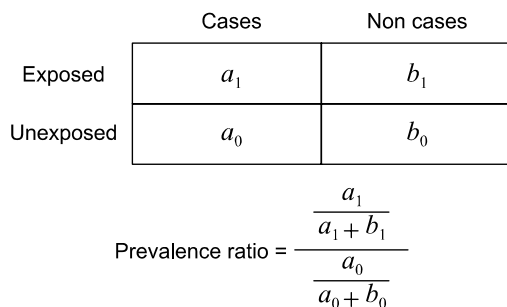 Cases Non cases
Exposed a₁ b₁
Unexposed a₀ b₀
Prevalence ratio = (a₁ / (a₁ + b₁)) / (a₀ / (a₀ + b₀))